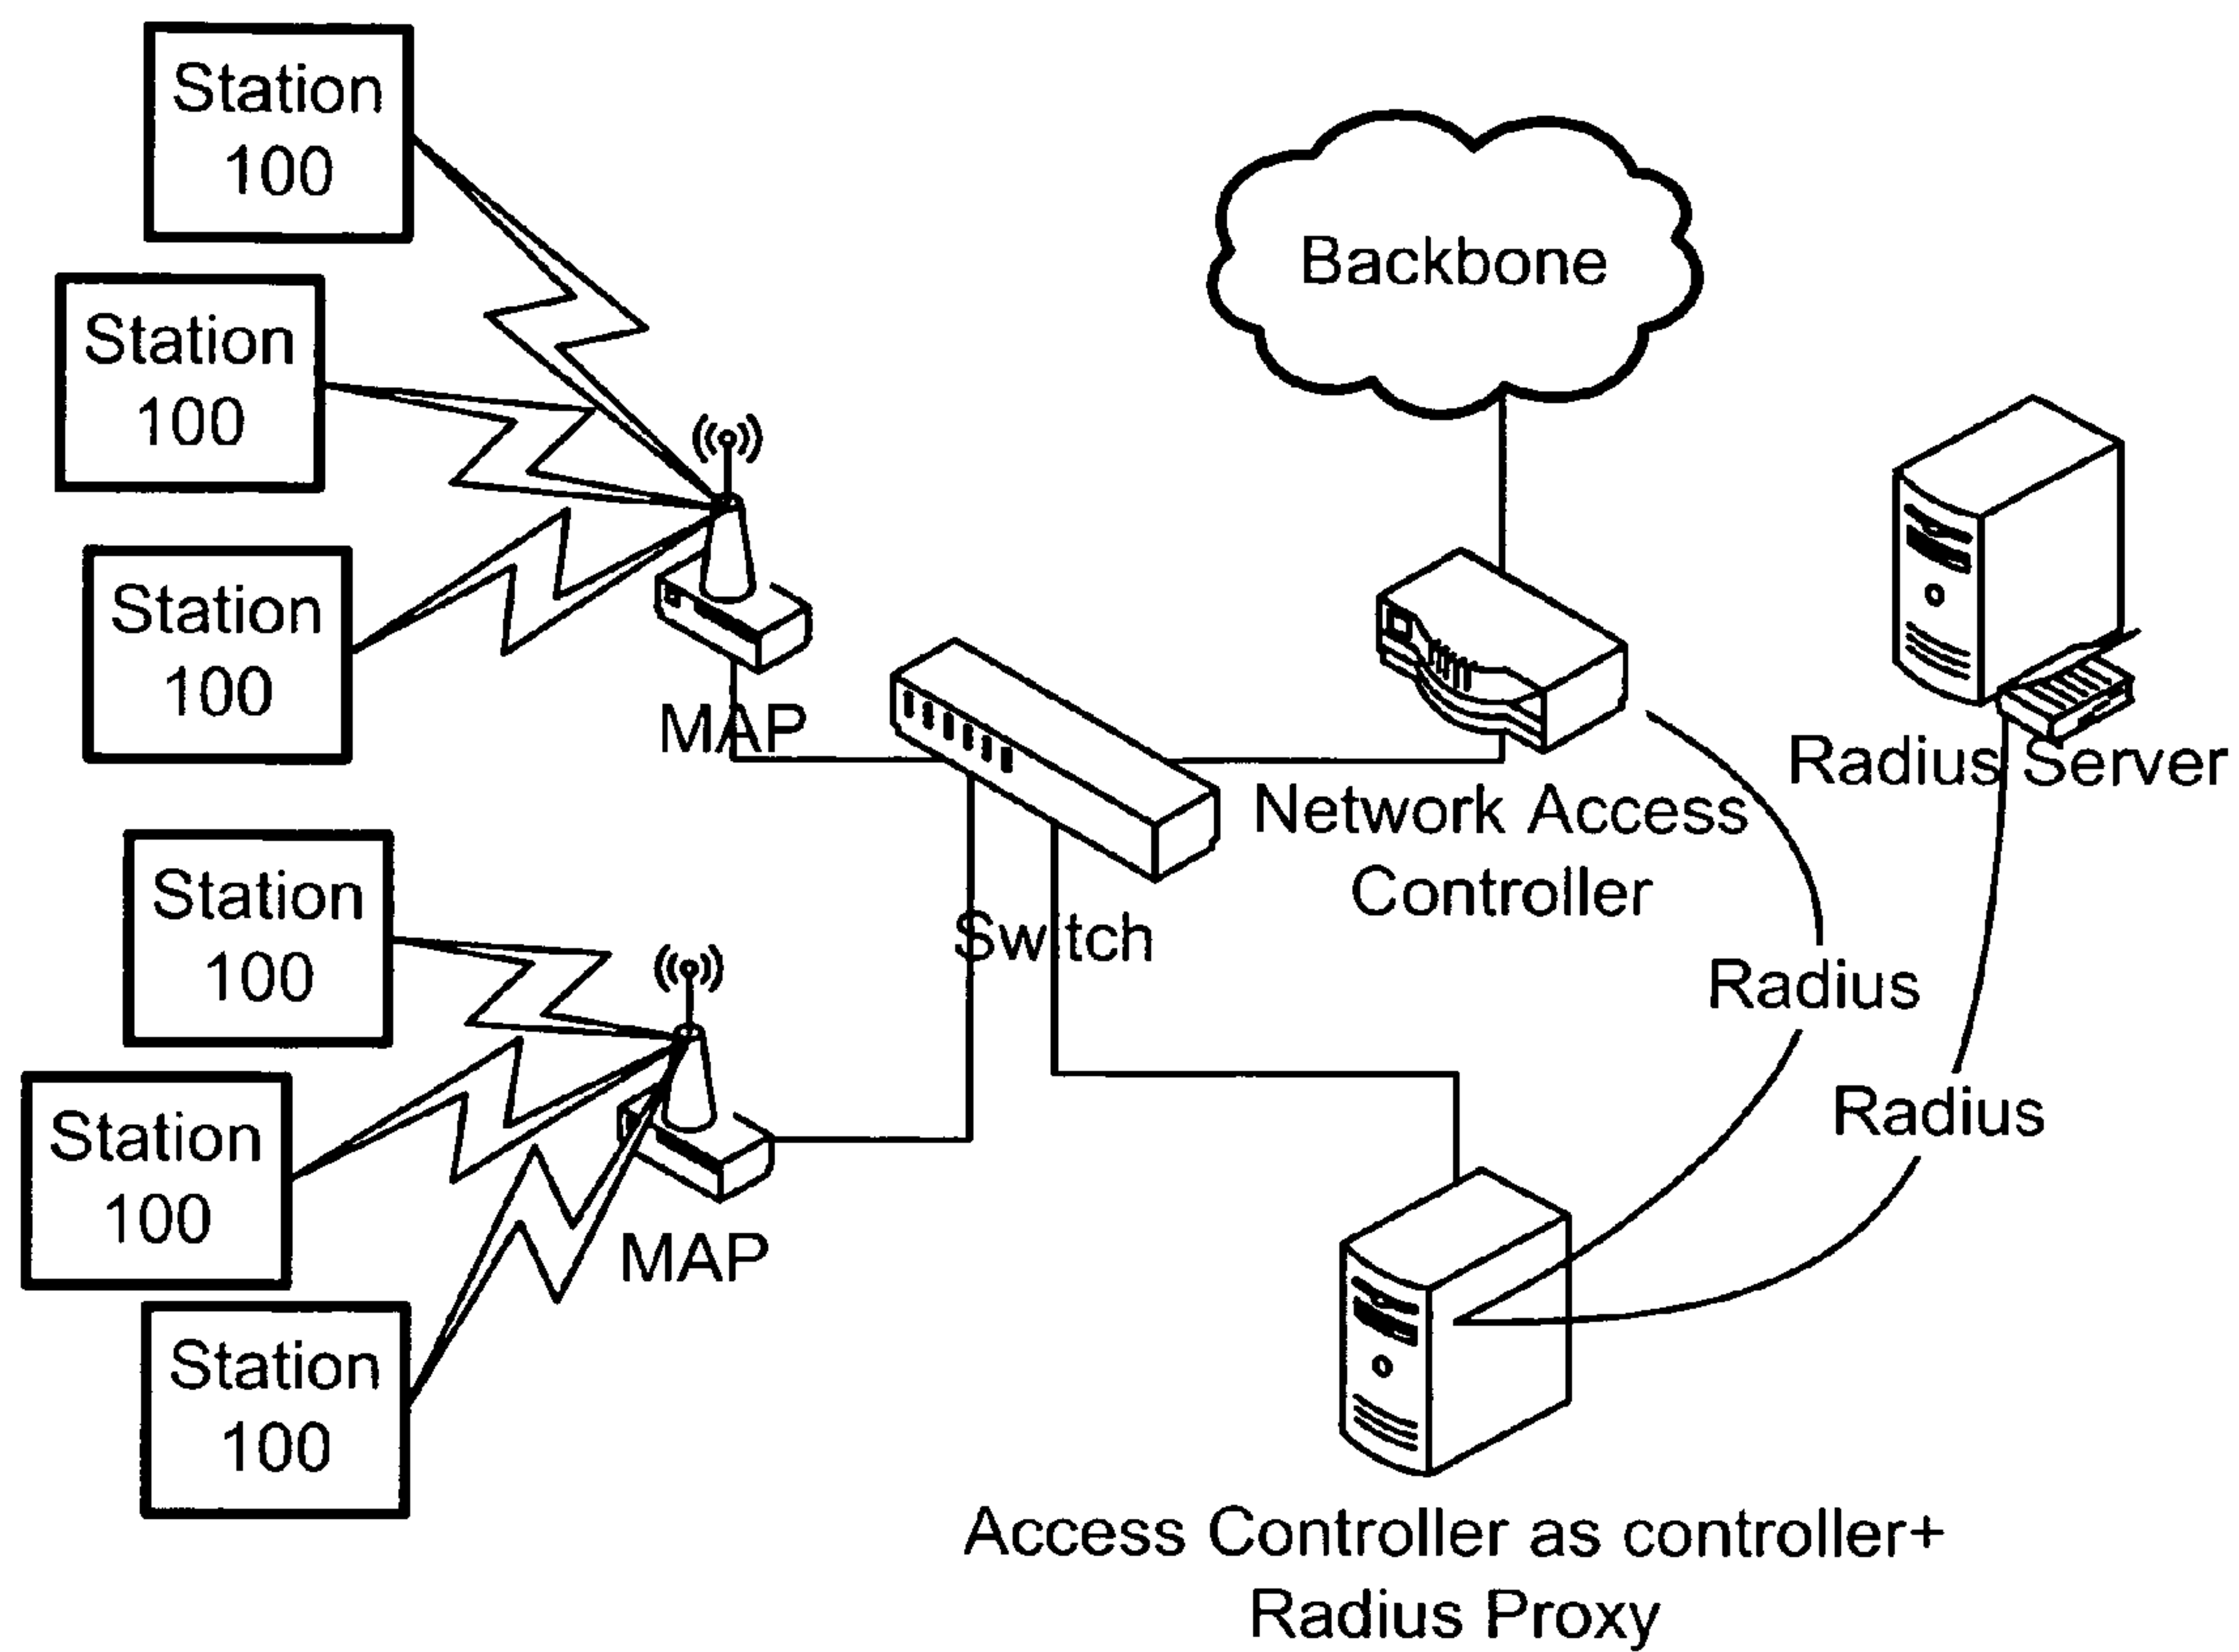 Station
100
Station
100
Station
100
MAP
Station
100
Station
100
Station
100
MAP
Switch
Backbone
Network Access
Controller
Radius Server
Radius
Radius
Access Controller as controller+
Radius Proxy